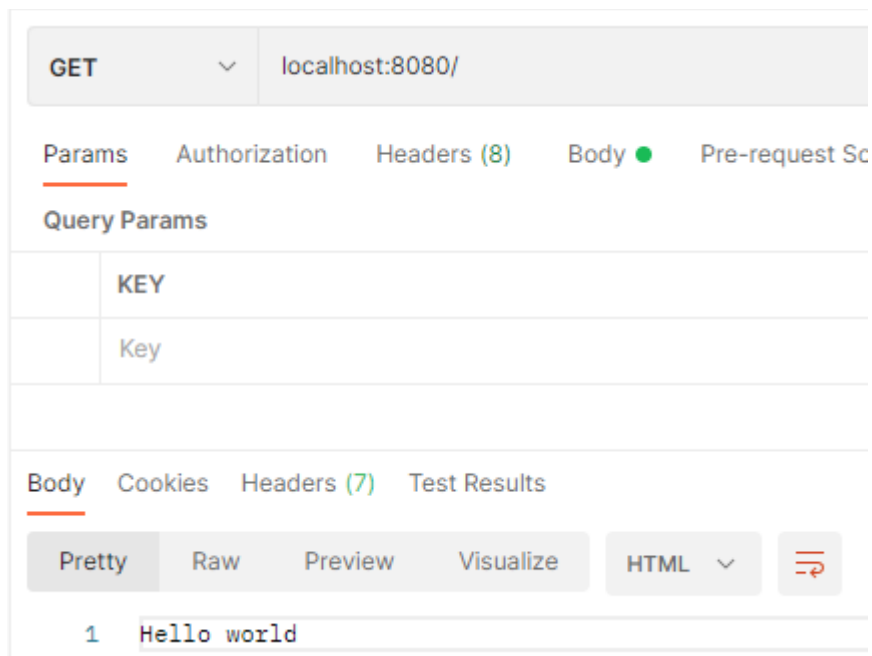 GET localhost:8080/
Params Authorization Headers (8) Body Pre-request Sc
Query Params
KEY
Key
Body Cookies Headers (7) Test Results
Pretty Raw Preview Visualize HTML
1 Hello world